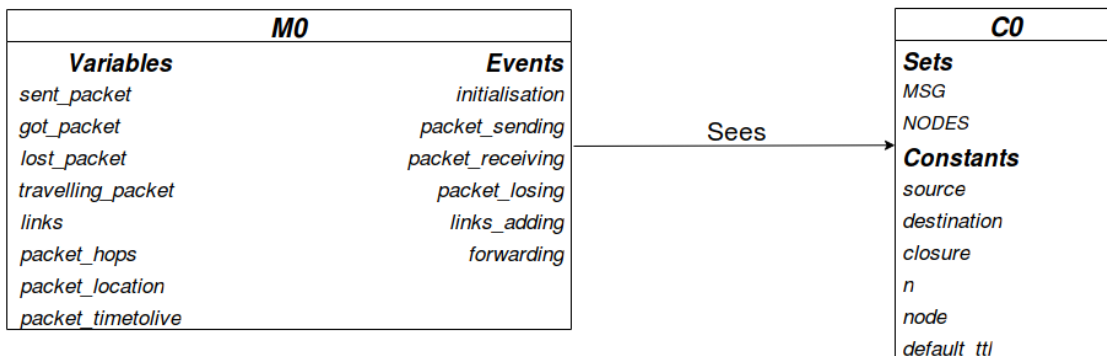 M0
Variables Events
sent_packet initialisation
got_packet packet_sending
lost_packet packet_receiving
travelling_packet packet_losing
links links_adding
packet_hops forwarding
packet_location
packet_timetolive
Sees
C0
Sets
MSG
NODES
Constants
source
destination
closure
n
node
default_ttl